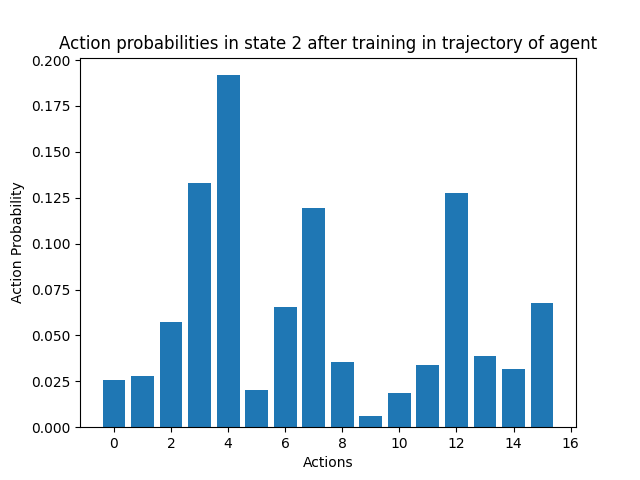 Action probabilities in state 2 after training in trajectory of agent
0.200
0.175
0.150
0.125
0.100
0.075
0.050
0.025
0.000
Action Probability
0 2 4 6 8 10 12 14 16
Actions